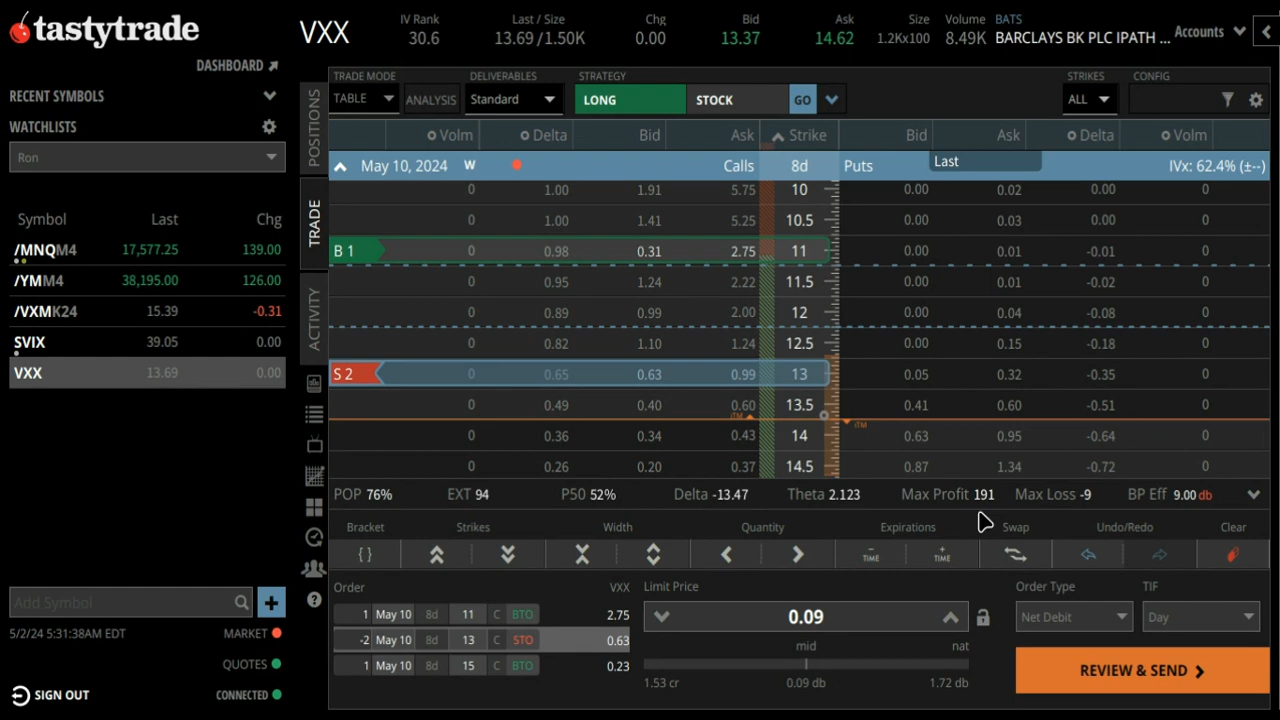 tastytrade
DASHBOARD
RECENT SYMBOLS
WATCHLISTS
Ron
Symbol Last Chg
/MNQM4 17,577.25 139.00
/YMM4 38,195.00 126.00
/VXMK24 15.39 -0.31
SVIX 39.05 0.00
VXX 13.69 0.00
Add Symbol
5/2/24 5:31:38AM EDT MARKET
QUOTES
SIGN OUT CONNECTED
VXX
IV Rank Last / Size Chg Bid Ask Size Volume BATS
30.6 13.69 /1.50K 0.00 13.37 14.62 1.2Kx100 8.49K BARCLAYS BK PLC IPATH ...
Accounts
POSITIONS
TRADE
ACTIVITY
TRADE MODE DELIVERABLES STRATEGY STRIKES CONFIG
TABLE ANALYSIS Standard LONG STOCK GO ALL
Volm Delta Bid Ask Strike Bid Ask Delta Volm
May 10, 2024 W Calls 8d Puts Last IVx: 62.4% (±--)
0 1.00 1.91 5.75 10 0.00 0.02 0.00 0
0 1.00 1.41 5.25 10.5 0.00 0.03 0.00 0
B 1 0 0.98 0.31 2.75 11 0.00 0.01 -0.01 0
0 0.95 1.24 2.22 11.5 0.00 0.01 -0.02 0
0 0.89 0.99 2.00 12 0.00 0.04 -0.08 0
0 0.82 1.10 1.24 12.5 0.00 0.15 -0.18 0
S 2 0 0.65 0.63 0.99 13 0.05 0.32 -0.35 0
0 0.49 0.40 0.60 13.5 0.41 0.60 -0.51 0
ITM ITM
0 0.36 0.34 0.43 14 0.63 0.95 -0.64 0
0 0.26 0.20 0.37 14.5 0.87 1.34 -0.72 0
POP 76% EXT 94 P50 52% Delta -13.47 Theta 2.123 Max Profit 191 Max Loss -9 BP Eff 9.00 db
Bracket Strikes Width Quantity Expirations Swap Undo/Redo Clear
{ } TIME TIME
Order VXX
1 May 10 8d 11 C BTO 2.75
-2 May 10 8d 13 C STO 0.63
1 May 10 8d 15 C BTO 0.23
Limit Price
0.09
mid nat
1.53 cr 0.09 db 1.72 db
Order Type TIF
Net Debit Day
REVIEW & SEND